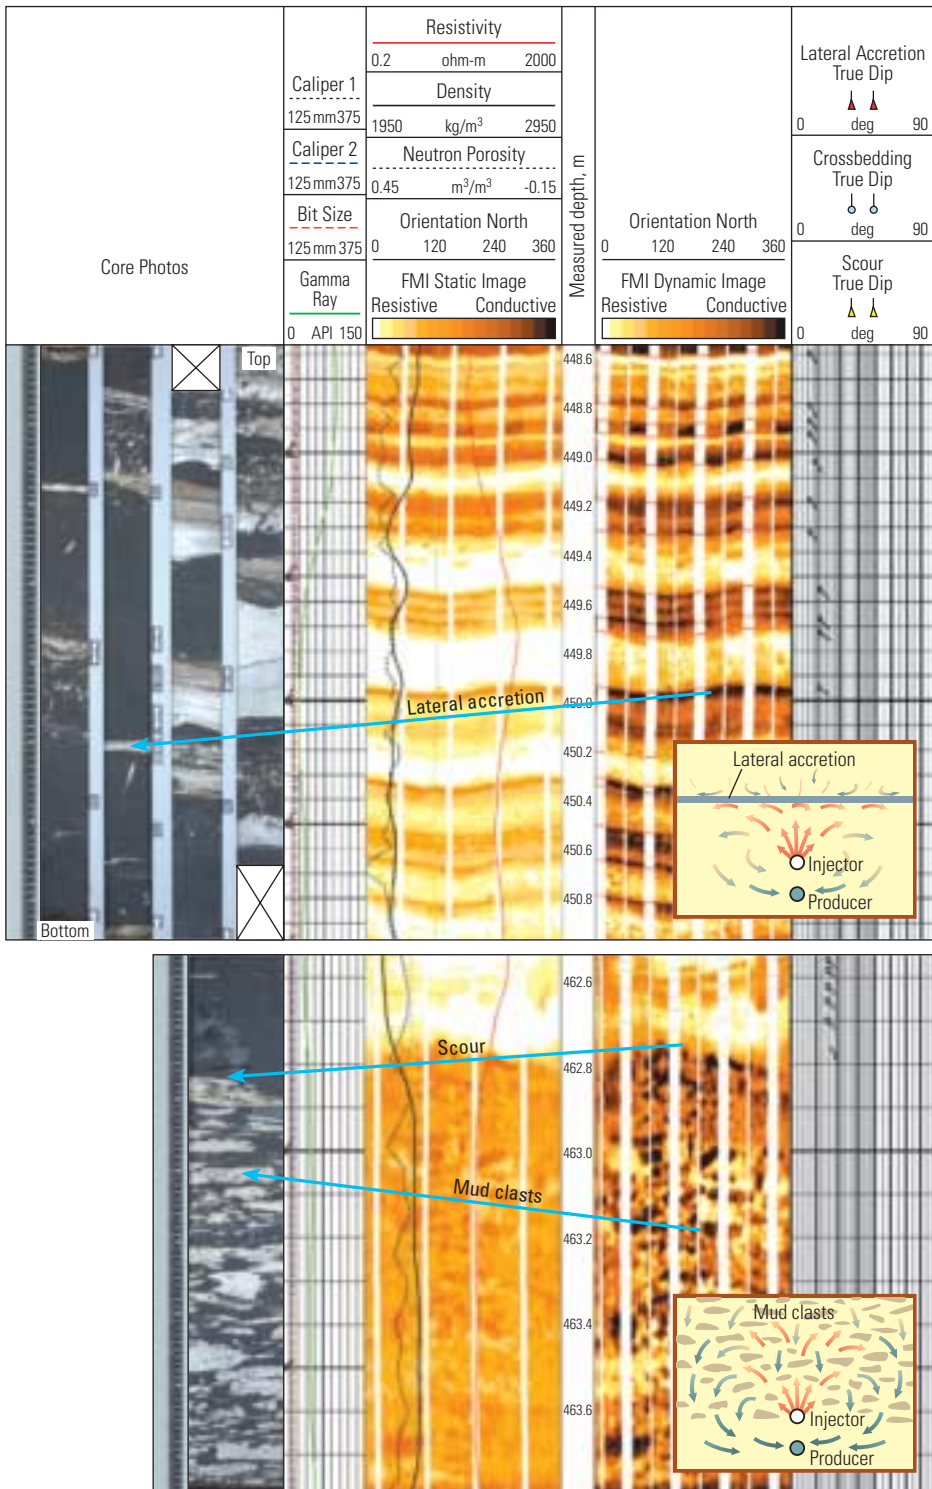 Core Photos
Caliper 1
125 mm 375
Caliper 2
125 mm 375
Bit Size
125 mm 375
Gamma
Ray
0 API 150
Resistivity
0.2 ohm-m 2000
Density
1950 kg/m³ 2950
Neutron Porosity
0.45 m³/m³ -0.15
Orientation North
0 120 240 360
FMI Static Image
Resistive Conductive
Measured depth, m
Orientation North
0 120 240 360
FMI Dynamic Image
Resistive Conductive
Lateral Accretion
True Dip
0 deg 90
Crossbedding
True Dip
0 deg 90
Scour
True Dip
0 deg 90
Top
448.6
448.8
449.0
449.2
449.4
449.6
449.8
450.0
450.2
450.4
450.6
450.8
Lateral accretion
Bottom
Lateral accretion
Injector
Producer
462.6
462.8
463.0
463.2
463.4
463.6
Scour
Mud clasts
Mud clasts
Injector
Producer